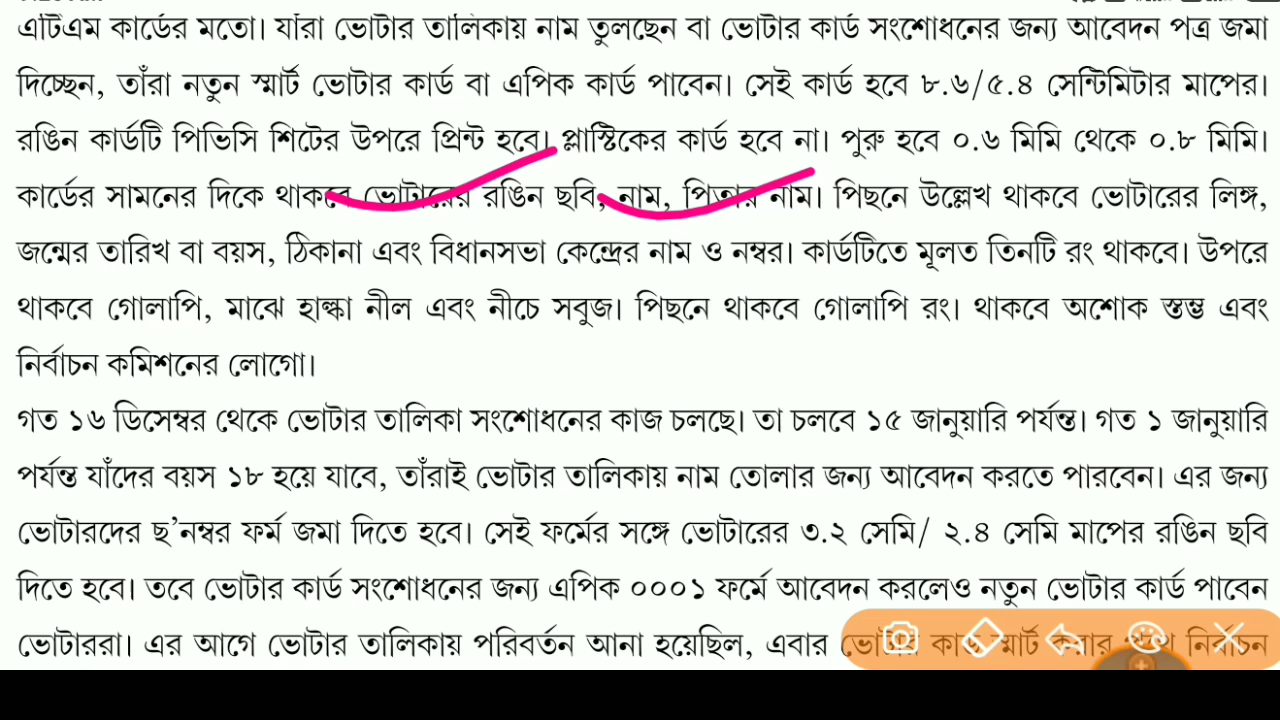 এটিএম কার্ডের মতো। যাঁরা ভোটার তালিকায় নাম তুলছেন বা ভোটার কার্ড সংশোধনের জন্য আবেদন পত্র জমা
দিচ্ছেন, তাঁরা নতুন স্মার্ট ভোটার কার্ড বা এপিক কার্ড পাবেন। সেই কার্ড হবে ৮.৬/৫.৪ সেন্টিমিটার মাপের।
রঙিন কার্ডটি পিভিসি শিটের উপরে প্রিন্ট হবে। প্লাস্টিকের কার্ড হবে না। পুরু হবে ০.৬ মিমি থেকে ০.৮ মিমি।
কার্ডের সামনের দিকে থাকবে ভোটারের রঙিন ছবি, নাম, পিতার নাম। পিছনে উল্লেখ থাকবে ভোটারের লিঙ্গ,
জন্মের তারিখ বা বয়স, ঠিকানা এবং বিধানসভা কেন্দ্রের নাম ও নম্বর। কার্ডটিতে মূলত তিনটি রং থাকবে। উপরে
থাকবে গোলাপি, মাঝে হাল্কা নীল এবং নীচে সবুজ। পিছনে থাকবে গোলাপি রং। থাকবে অশোক স্তম্ভ এবং
নির্বাচন কমিশনের লোগো।
গত ১৬ ডিসেম্বর থেকে ভোটার তালিকা সংশোধনের কাজ চলছে। তা চলবে ১৫ জানুয়ারি পর্যন্ত। গত ১ জানুয়ারি
পর্যন্ত যাঁদের বয়স ১৮ হয়ে যাবে, তাঁরাই ভোটার তালিকায় নাম তোলার জন্য আবেদন করতে পারবেন। এর জন্য
ভোটারদের ছ’নম্বর ফর্ম জমা দিতে হবে। সেই ফর্মের সঙ্গে ভোটারের ৩.২ সেমি/ ২.৪ সেমি মাপের রঙিন ছবি
দিতে হবে। তবে ভোটার কার্ড সংশোধনের জন্য এপিক ০০০১ ফর্মে আবেদন করলেও নতুন ভোটার কার্ড পাবেন
ভোটাররা। এর আগে ভোটার তালিকায় পরিবর্তন আনা হয়েছিল, এবার ভোটার কার্ড স্মার্ট করার নির্বাচন